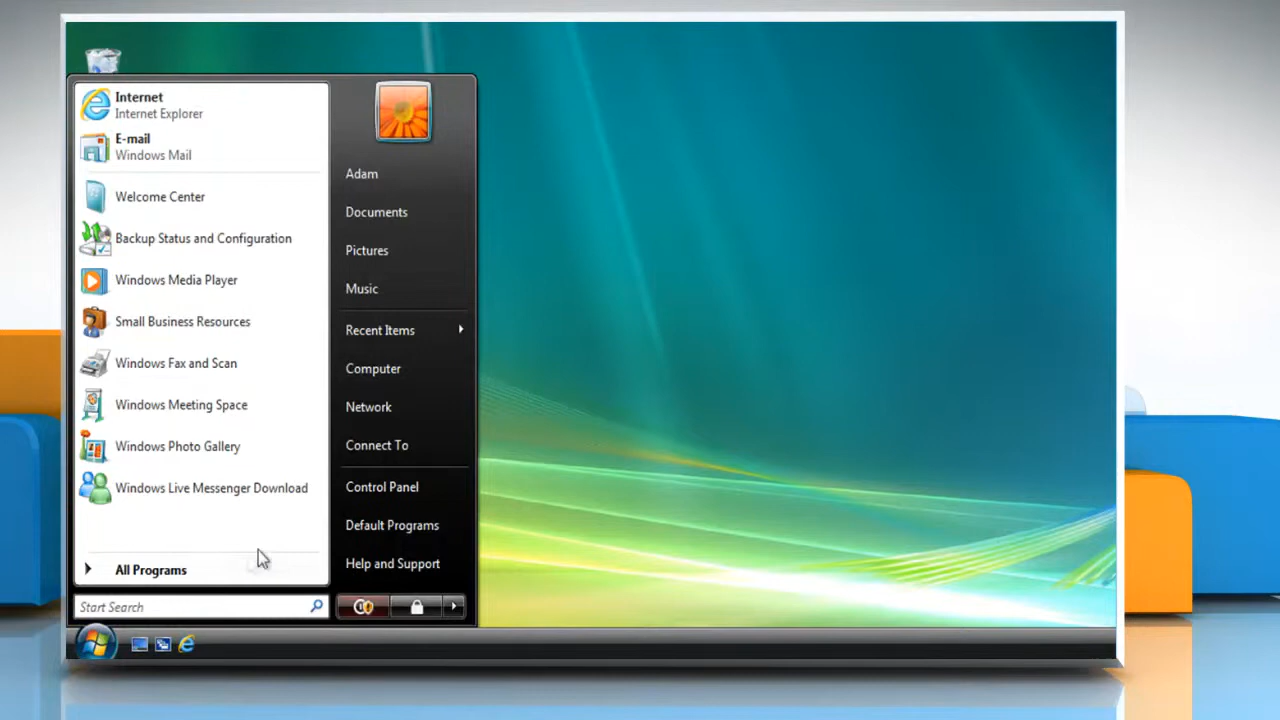 Internet
Internet Explorer
E-mail
Windows Mail
Welcome Center
Backup Status and Configuration
Windows Media Player
Small Business Resources
Windows Fax and Scan
Windows Meeting Space
Windows Photo Gallery
Windows Live Messenger Download
All Programs
Start Search
Adam
Documents
Pictures
Music
Recent Items
Computer
Network
Connect To
Control Panel
Default Programs
Help and Support